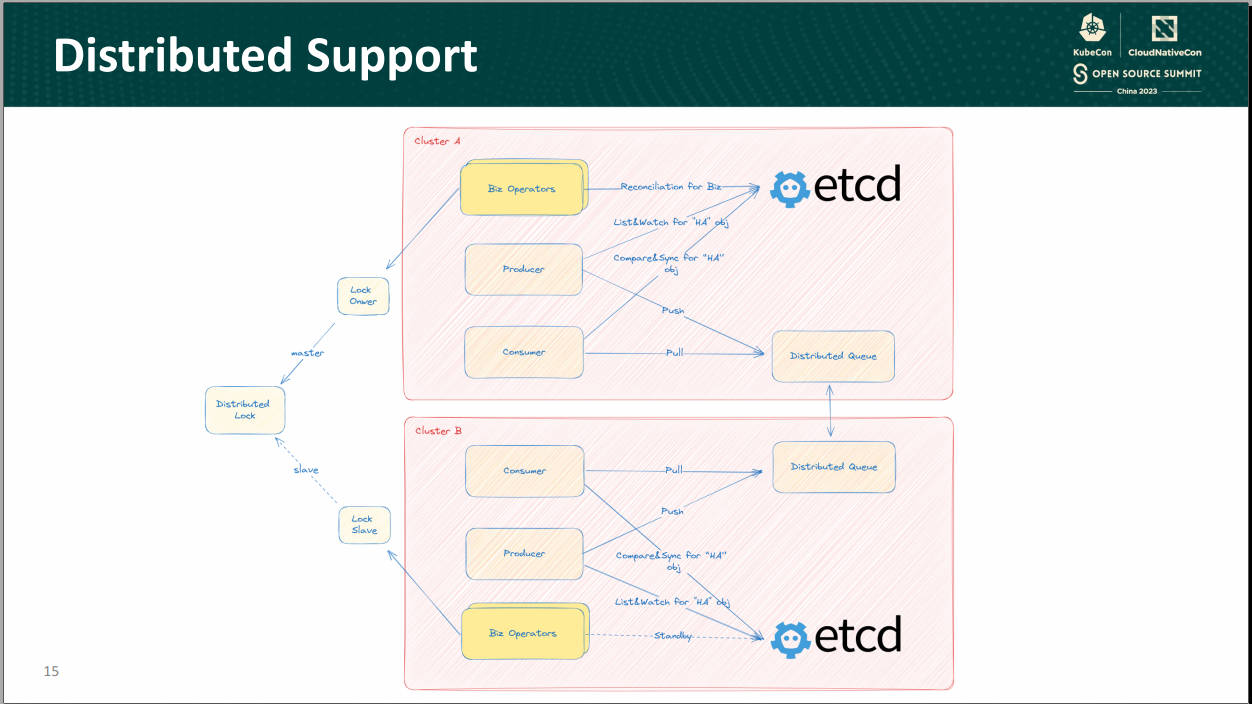 Distributed Support
KubeCon
CloudNativeCon
OPEN SOURCE SUMMIT
China 2023
Cluster A
Biz Operators
Reconciliation for Biz
etcd
List&Watch for "HA" obj
Producer
Compare&Sync for "HA"
obj
Lock
Onwer
Push
master
Consumer
Pull
Distributed Queue
Distributed
Lock
Cluster B
slave
Consumer
Pull
Distributed Queue
Lock
Slave
Push
Producer
Compare&Sync for "HA"
obj
List&Watch for "HA" obj
Biz Operators
Standby
etcd
15